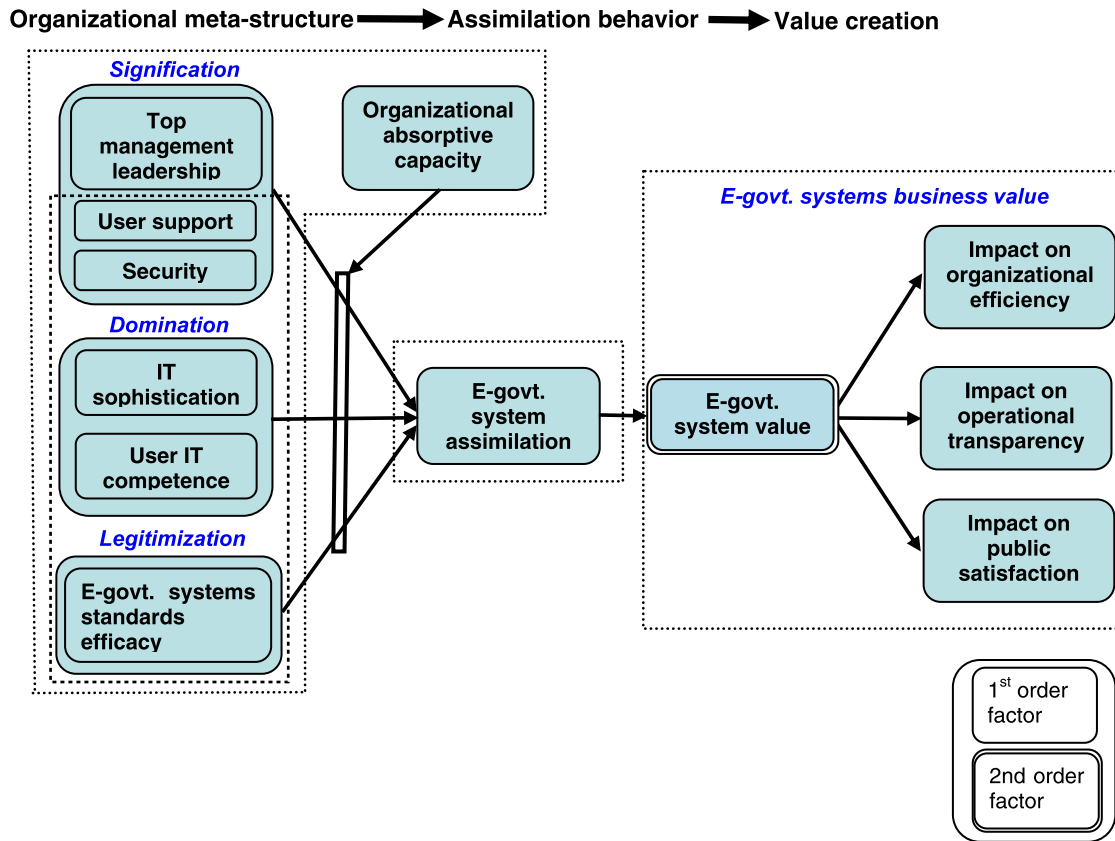 Organizational meta-structure Assimilation behavior Value creation
Signification
Top
management
leadership
User support
Security
Organizational
absorptive
capacity
Domination
IT
sophistication
User IT
competence
Legitimization
E-govt. systems
standards
efficacy
E-govt.
system
assimilation
E-govt. systems business value
E-govt.
system value
Impact on
organizational
efficiency
Impact on
operational
transparency
Impact on
public
satisfaction
1st order
factor
2nd order
factor